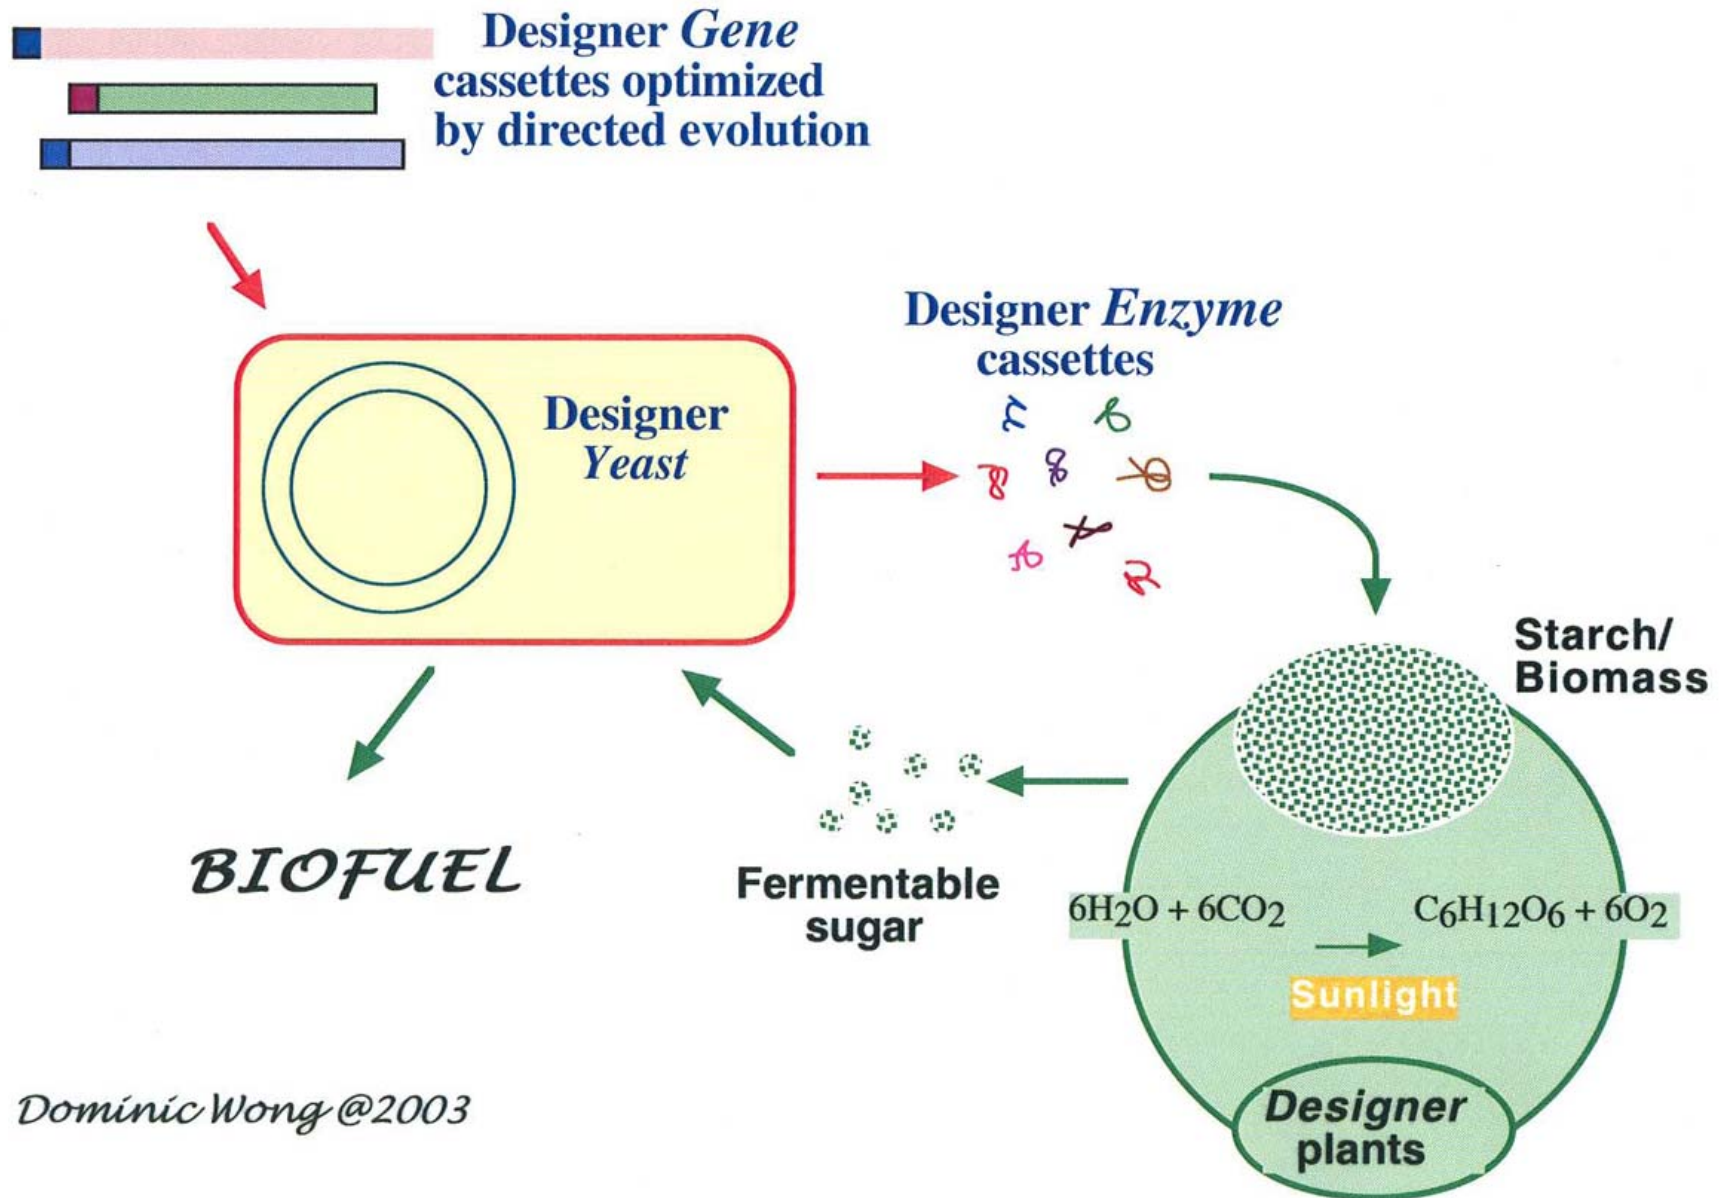 Designer Gene
cassettes optimized
by directed evolution
Designer Enzyme
cassettes
Designer
Yeast
Starch/
Biomass
BIOFUEL
Fermentable
sugar
6H2O + 6CO2
C6H12O6 + 6O2
Sunlight
Designer
plants
Dominic Wong @2003